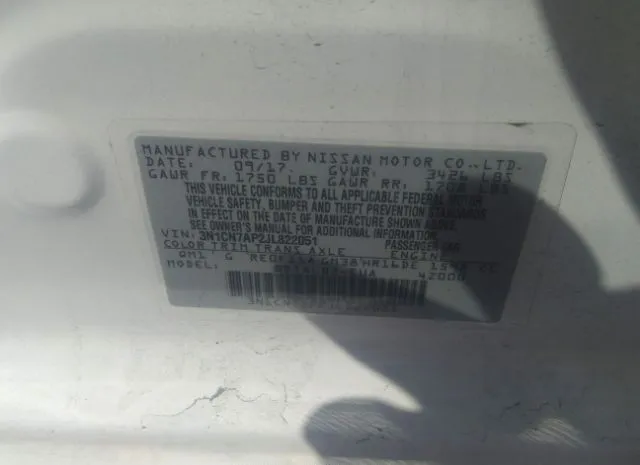 MANUFACTURED BY NISSAN MOTOR CO., LTD.
DATE: 09/17. GVWR: 3426 LBS
GAWR FR: 1750 LBS GAWR RR: 1708 LBS
THIS VEHICLE CONFORMS TO ALL APPLICABLE FEDERAL MOTOR
VEHICLE SAFETY, BUMPER AND THEFT PREVENTION STANDARDS
IN EFFECT ON THE DATE OF MANUFACTURE SHOWN ABOVE.
SEE OWNER'S MANUAL FOR ADDITIONAL INFORMATION
VIN: 3N1CN7AP2JL822051 PASSENGER CAR
COLOR TRIM TRANS AXLE ENGINE
QM1 G HR16DE CC
MODEL: